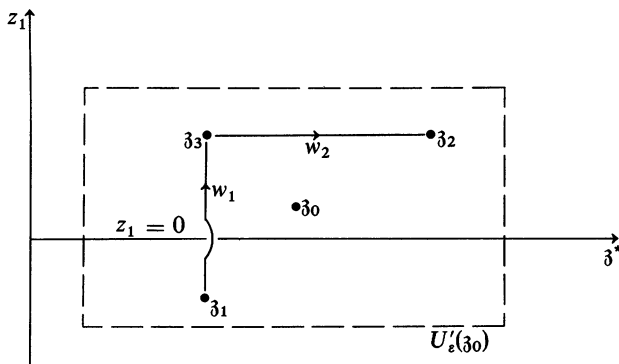 z₁
𝔷₃
w₂
𝔷₂
w₁
𝔷₀
z₁ = 0
𝔷*
𝔷₁
U′ε(𝔷₀)